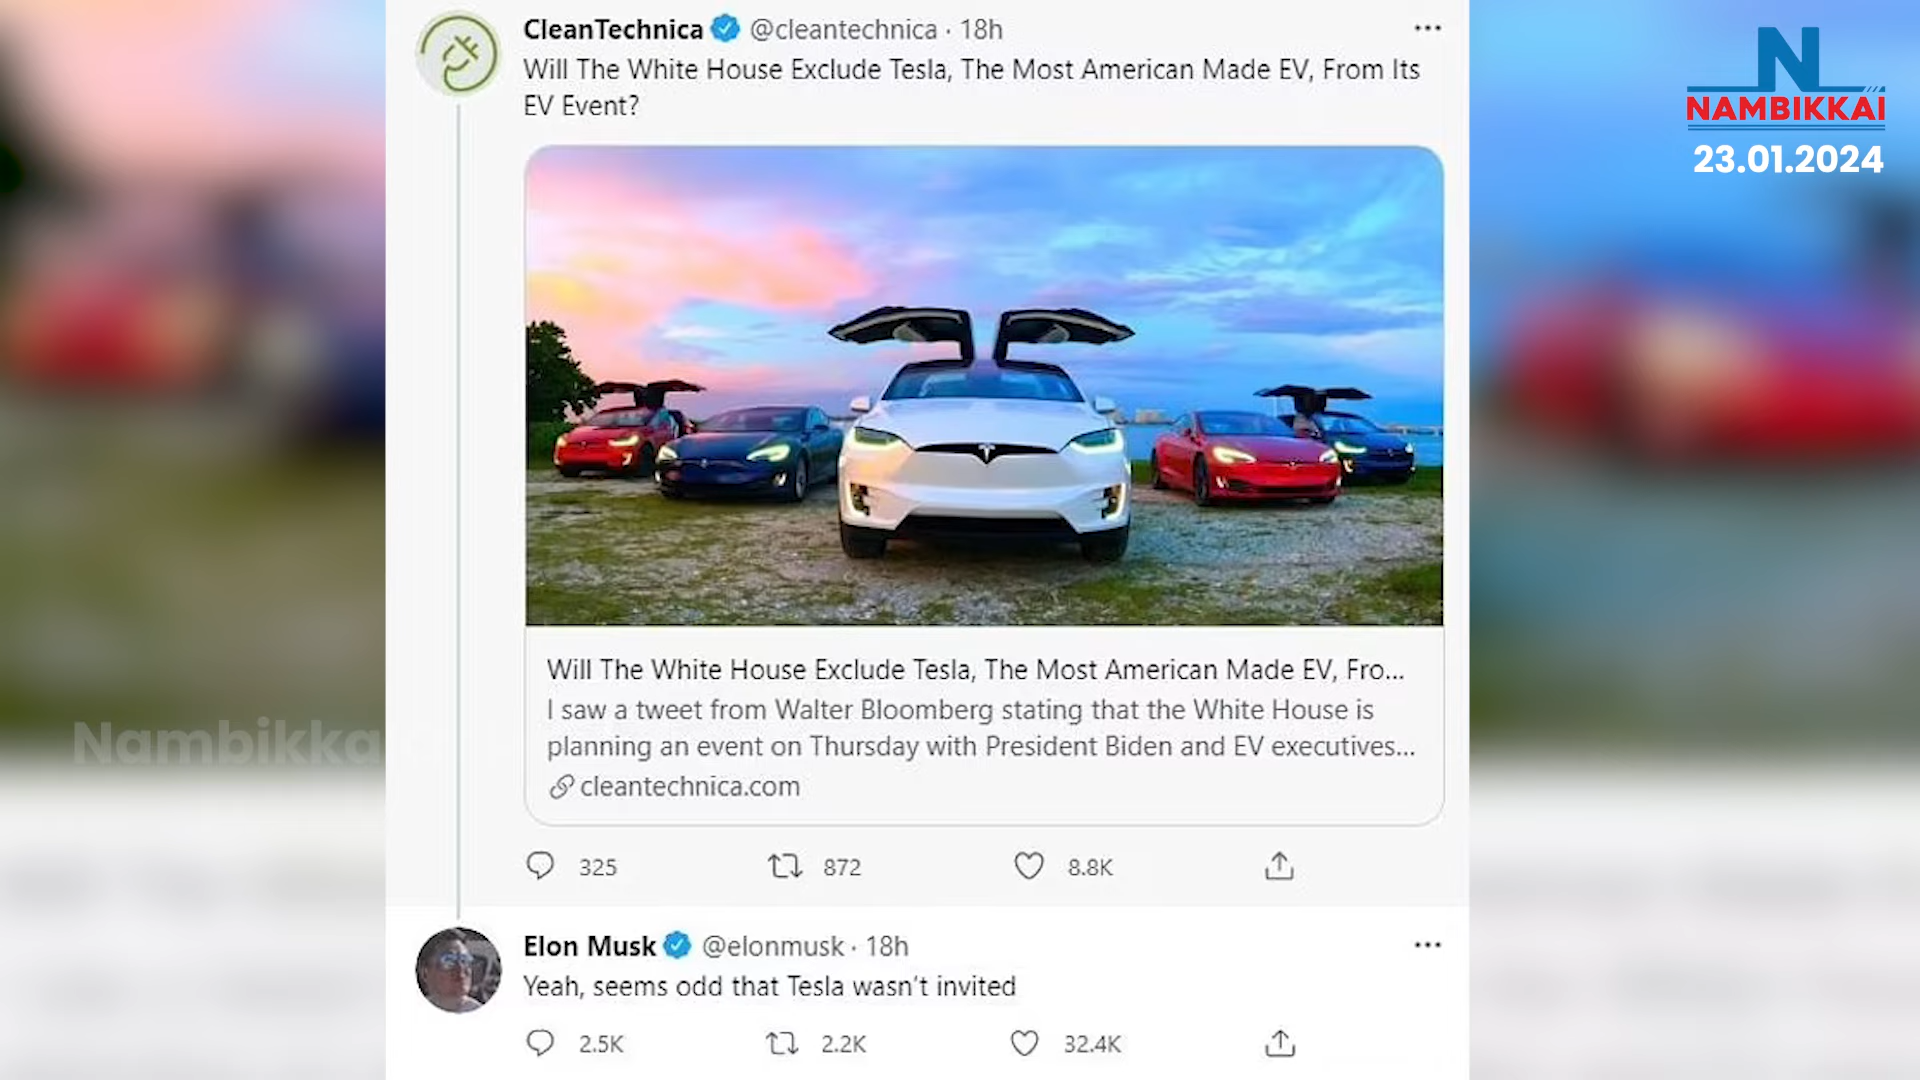 CleanTechnica @cleantechnica · 18h
Will The White House Exclude Tesla, The Most American Made EV, From Its
EV Event?
N
NAMBIKKAI
23.01.2024
Will The White House Exclude Tesla, The Most American Made EV, Fro...
I saw a tweet from Walter Bloomberg stating that the White House is
planning an event on Thursday with President Biden and EV executives...
cleantechnica.com
Nambikka
325 872 8.8K
Elon Musk @elonmusk · 18h
Yeah, seems odd that Tesla wasn't invited
2.5K 2.2K 32.4K